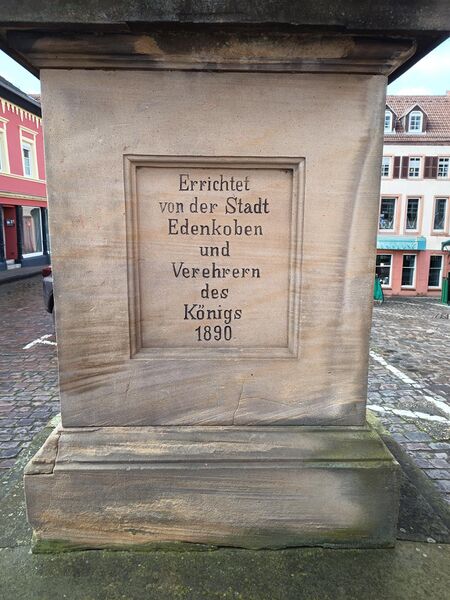 Errichtet
von der Stadt
Edenkoben
und
Verehrern
des
Königs
1890